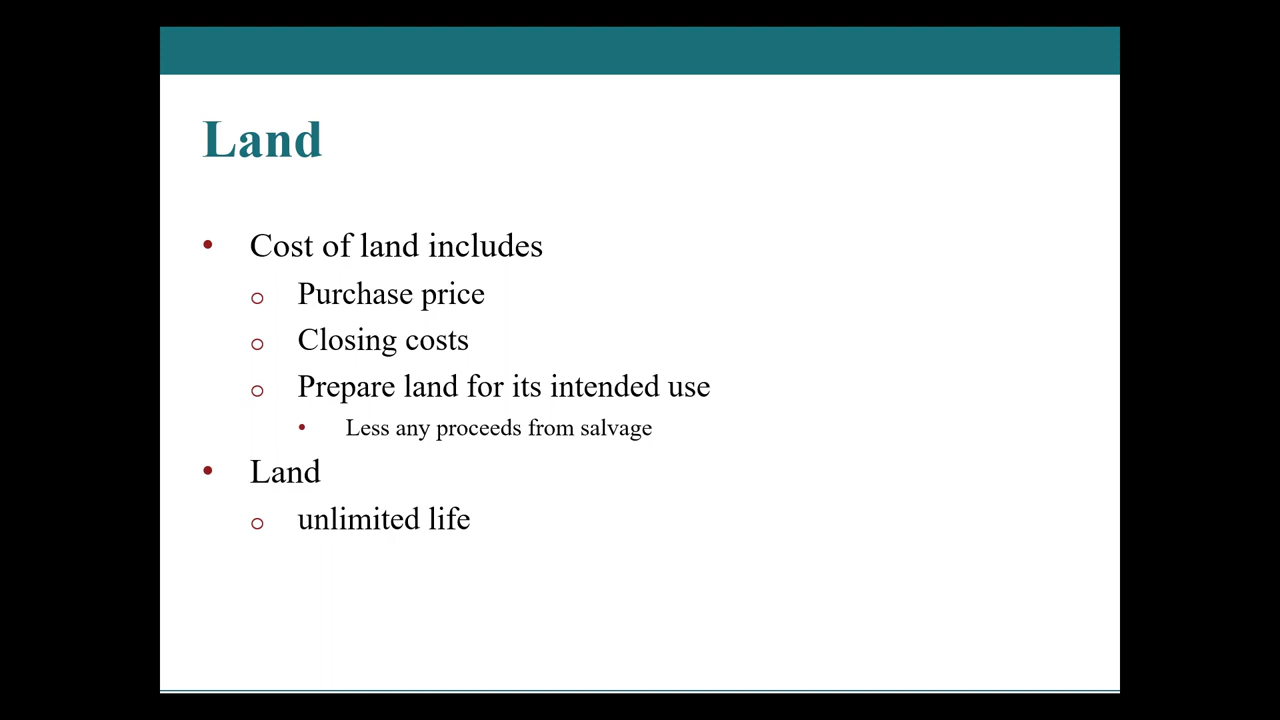 Land
• Cost of land includes
o Purchase price
o Closing costs
o Prepare land for its intended use
• Less any proceeds from salvage
• Land
o unlimited life